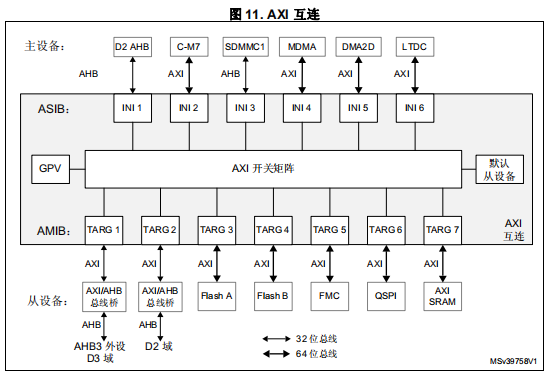 图 11. AXI 互连
主设备：
D2 AHB
C-M7
SDMMC1
MDMA
DMA2D
LTDC
AHB
AXI
AHB
AXI
AXI
AXI
ASIB：
INI 1
INI 2
INI 3
INI 4
INI 5
INI 6
GPV
AXI 开关矩阵
默认
从设备
AMIB：
TARG 1
TARG 2
TARG 3
TARG 4
TARG 5
TARG 6
TARG 7
AXI
互连
AXI
AXI
AXI
AXI
AXI
AXI
AXI
从设备：
AXI/AHB
总线桥
AXI/AHB
总线桥
Flash A
Flash B
FMC
QSPI
AXI
SRAM
AHB
AHB
AHB3 外设
D3 域
D2 域
32 位总线
64 位总线
MSv39758V1